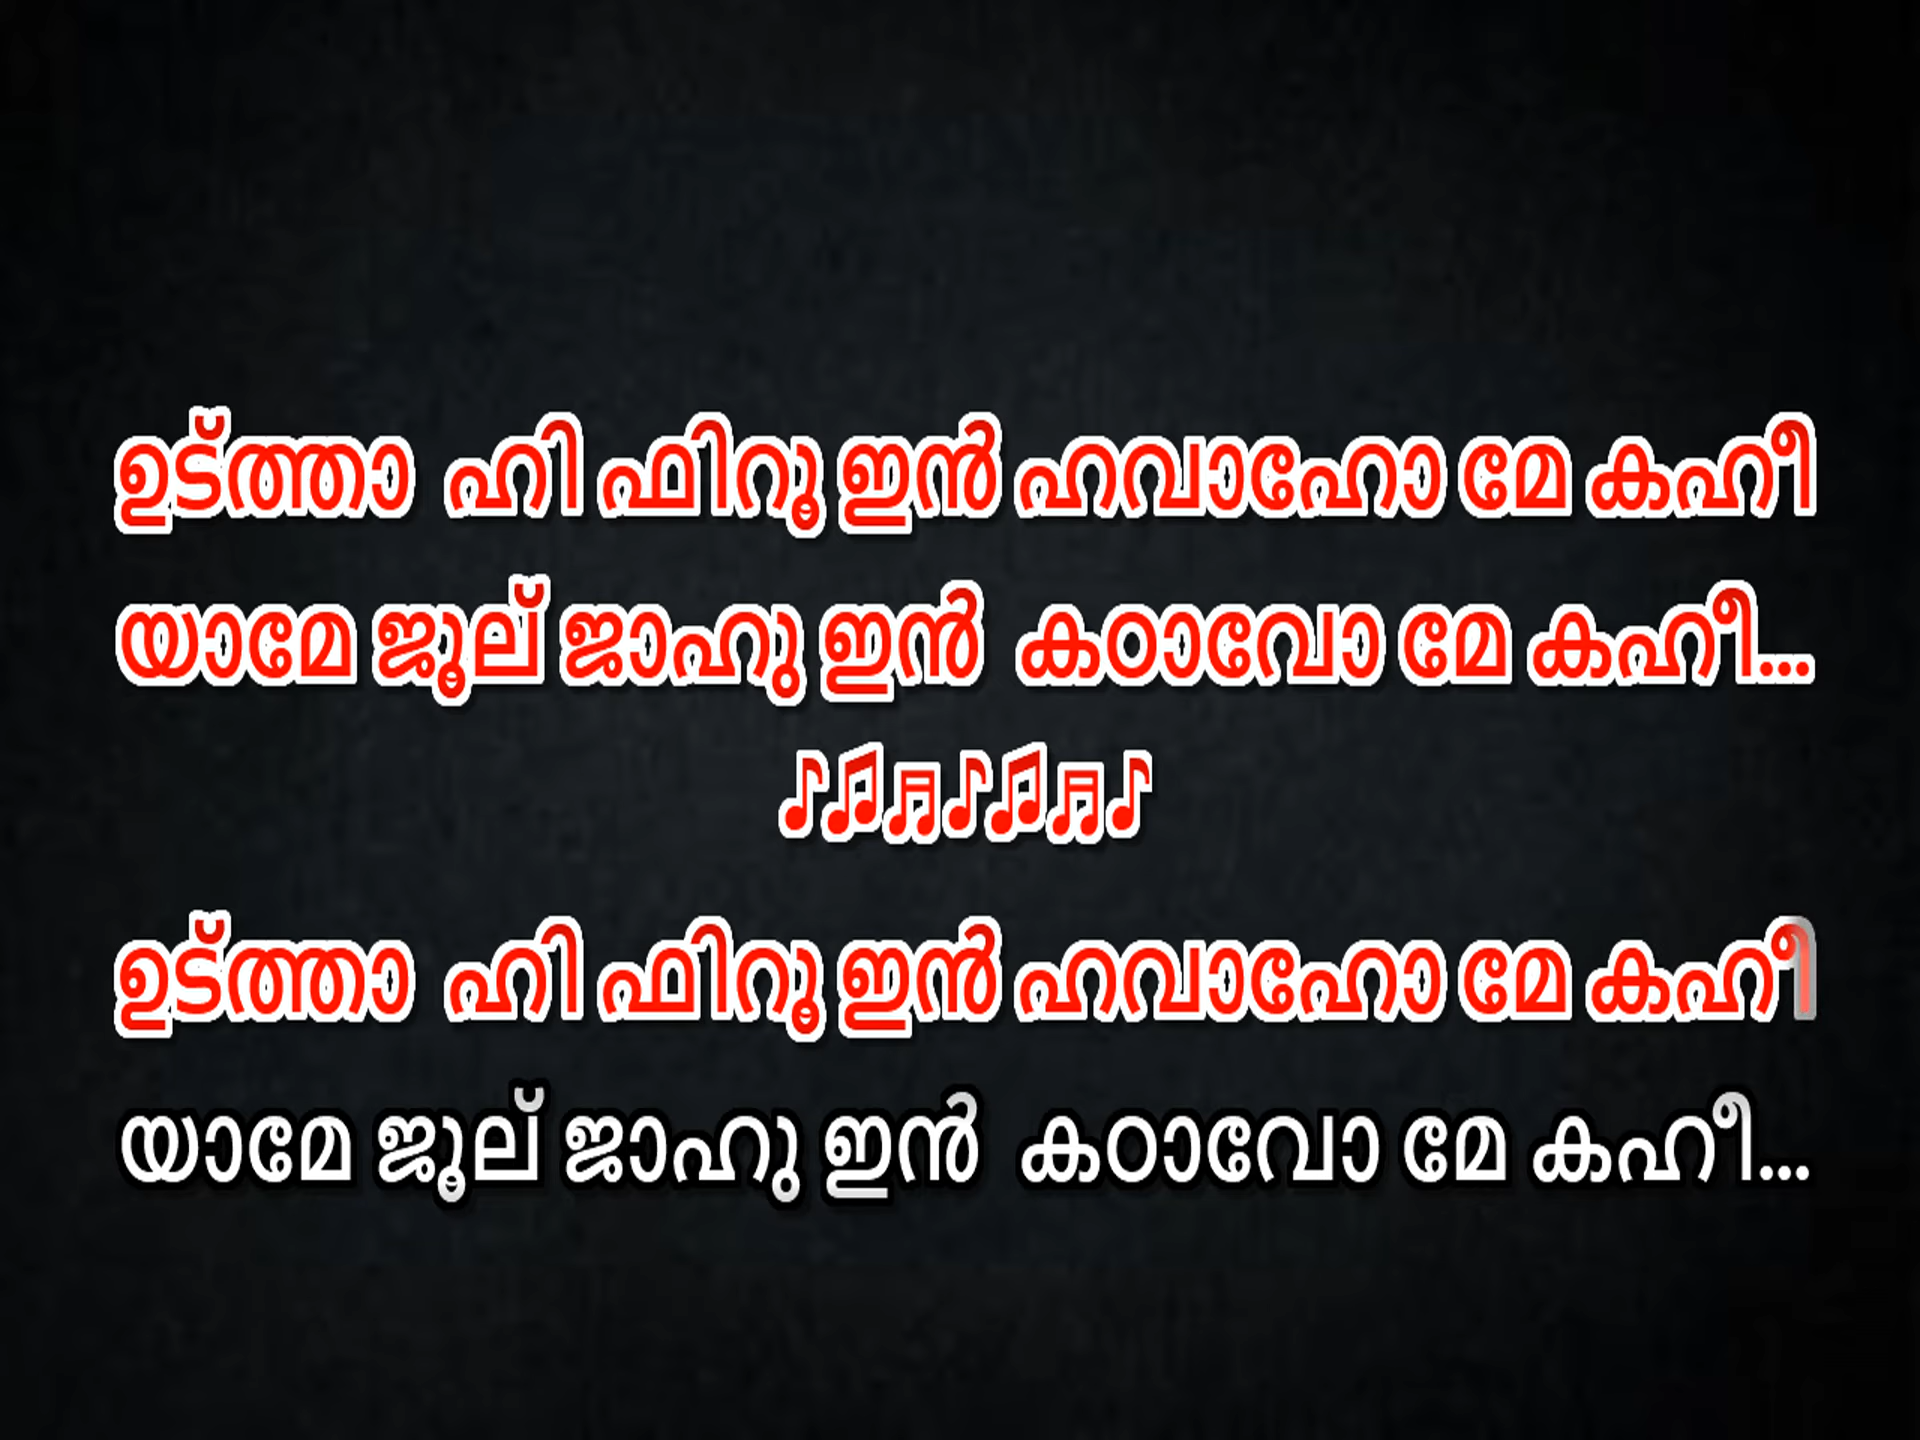 ഉട്ത്താ ഹി ഫിറൂ ഇൻ ഹവാഹോ മേ കഹീ
യാമേ ജൂല് ജാഹു ഇൻ കഠാവോ മേ കഹീ...
♪♫♬♪♫♬♪
ഉട്ത്താ ഹി ഫിറൂ ഇൻ ഹവാഹോ മേ കഹീ
യാമേ ജൂല് ജാഹു ഇൻ കഠാവോ മേ കഹീ...